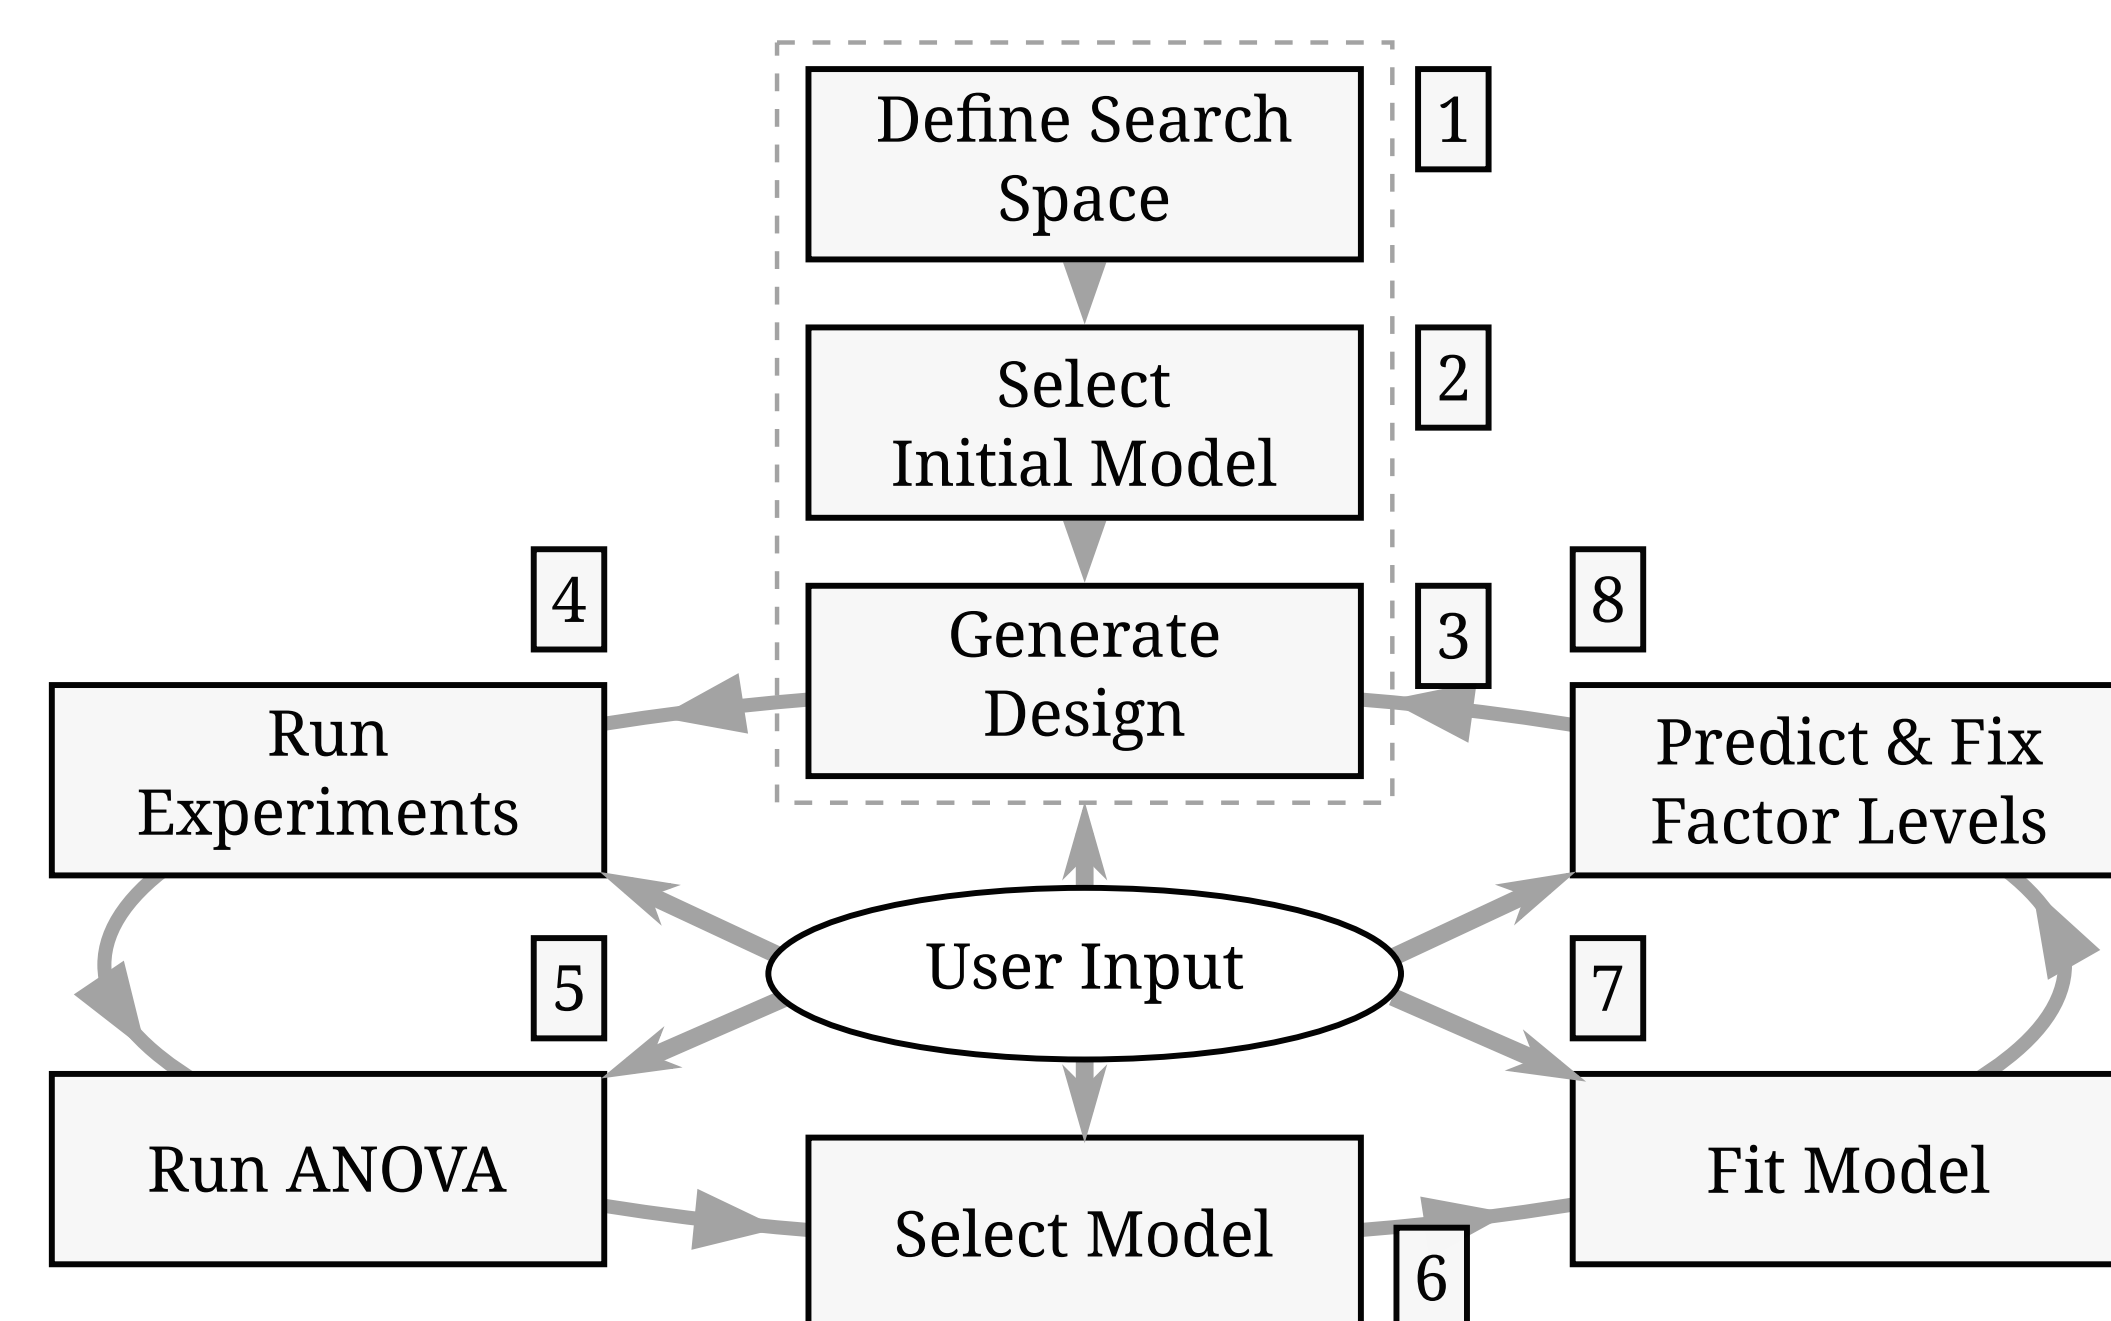 Define Search
Space
1
Select
Initial Model
2
Generate
Design
3
4
Run
Experiments
8
Predict & Fix
Factor Levels
User Input
5
Run ANOVA
Select Model
6
7
Fit Model